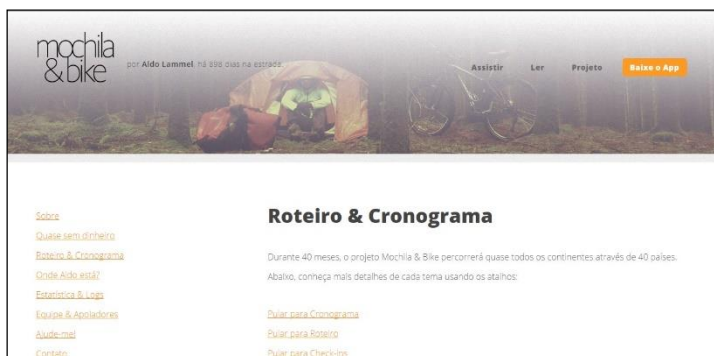 mochila
& bike
por Aldo Lammel, há 898 dias na estrada.
Assistir Ler Projeto Baixe o App
Sobre
Quase sem dinheiro
Roteiro & Cronograma
Onde Aldo está?
Estatística & Logs
Equipe & Apoiadores
Ajude-me!
Contato
Roteiro & Cronograma
Durante 40 meses, o projeto Mochila & Bike percorrerá quase todos os continentes através de 40 países.
Abaixo, conheça mais detalhes de cada tema usando os atalhos:
Pular para Cronograma
Pular para Roteiro
Pular para Check-ins